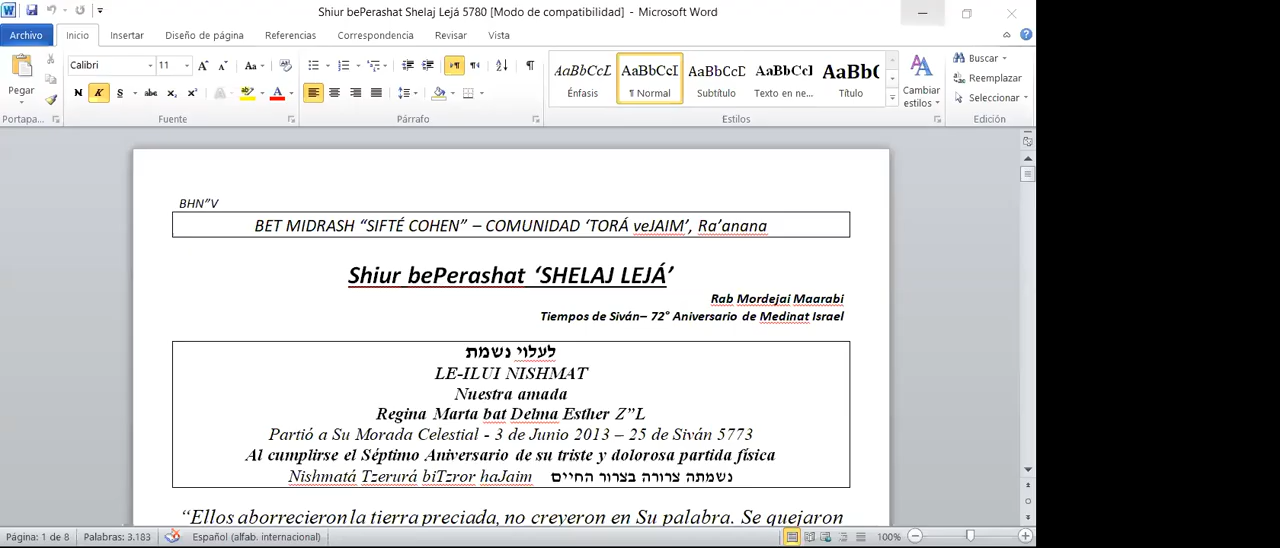 Shiur bePerashat Shelaj Lejá 5780 [Modo de compatibilidad] - Microsoft Word
Archivo Inicio Insertar Diseño de página Referencias Correspondencia Revisar Vista
Calibri 11 Aa
Pegar
N K S abc x₂ x² A A
AaBbCcL AaBbCcI AaBbCcD AaBbCcI AaBbC
Énfasis ¶ Normal Subtítulo Texto en ne... Título
Cambiar estilos
Buscar
Reemplazar
Seleccionar
Portapa... Fuente Párrafo Estilos Edición
BHN”V
BET MIDRASH “SIFTÉ COHEN” – COMUNIDAD ‘TORÁ veJAIM’, Ra’anana
Shiur bePerashat ‘SHELAJ LEJÁ’
Rab Mordejai Maarabi
Tiempos de Siván– 72° Aniversario de Medinat Israel
לעלוי נשמת
LE-ILUI NISHMAT
Nuestra amada
Regina Marta bat Delma Esther Z”L
Partió a Su Morada Celestial - 3 de Junio 2013 – 25 de Siván 5773
Al cumplirse el Séptimo Aniversario de su triste y dolorosa partida física
Nishmatá Tzerurá biTzror haJaim נשמתה צרורה בצרור החיים
“Ellos aborrecieron la tierra preciada, no creyeron en Su palabra. Se quejaron
Página: 1 de 8 Palabras: 3.183 Español (alfab. internacional) 100%